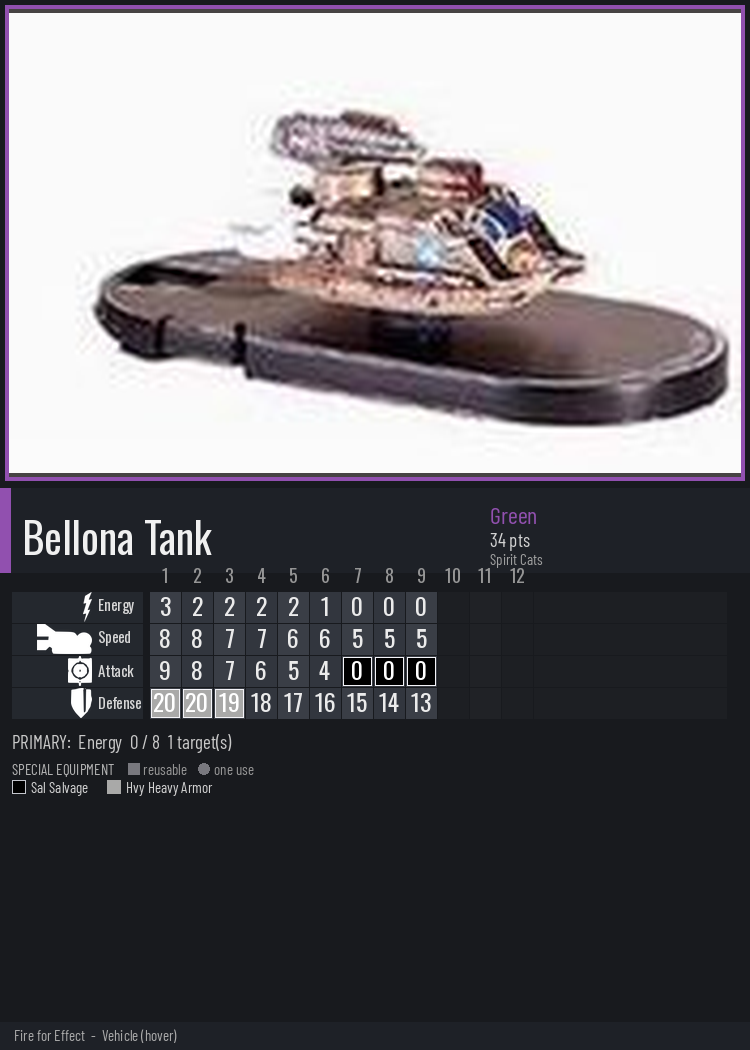 Bellona Tank
Green
34 pts
Spirit Cats
1 2 3 4 5 6 7 8 9 10 11 12
Energy 3 2 2 2 2 1 0 0 0
Speed 8 8 7 7 6 6 5 5 5
Attack 9 8 7 6 5 4 0 0 0
Defense 20 20 19 18 17 16 15 14 13
PRIMARY: Energy 0 / 8 1 target(s)
SPECIAL EQUIPMENT reusable one use
Sal Salvage Hvy Heavy Armor
Fire for Effect - Vehicle (hover)